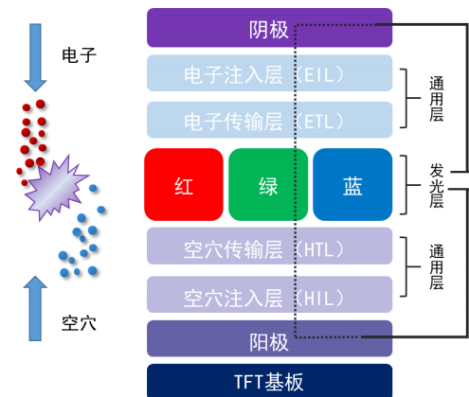 电子
阴极
电子注入层（EIL）
电子传输层（ETL）
通用层
红
绿
蓝
发光层
空穴传输层（HTL）
空穴注入层（HIL）
通用层
空穴
阳极
TFT基板